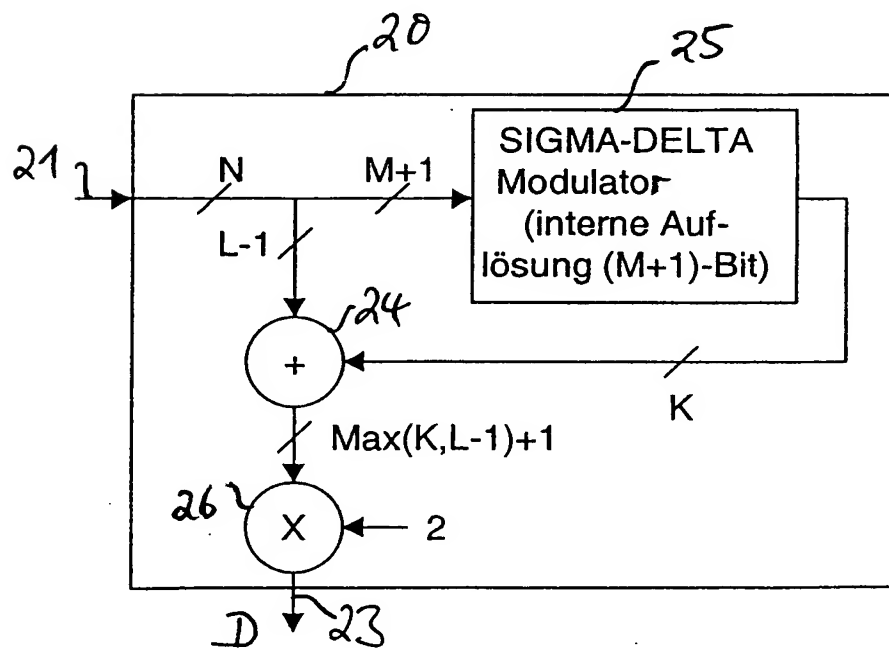 20
25
21
N
M+1
SIGMA-DELTA
Modulator
(interne Auf-
lösung (M+1)-Bit)
L-1
24
+
K
Max(K,L-1)+1
26
X
2
D
23